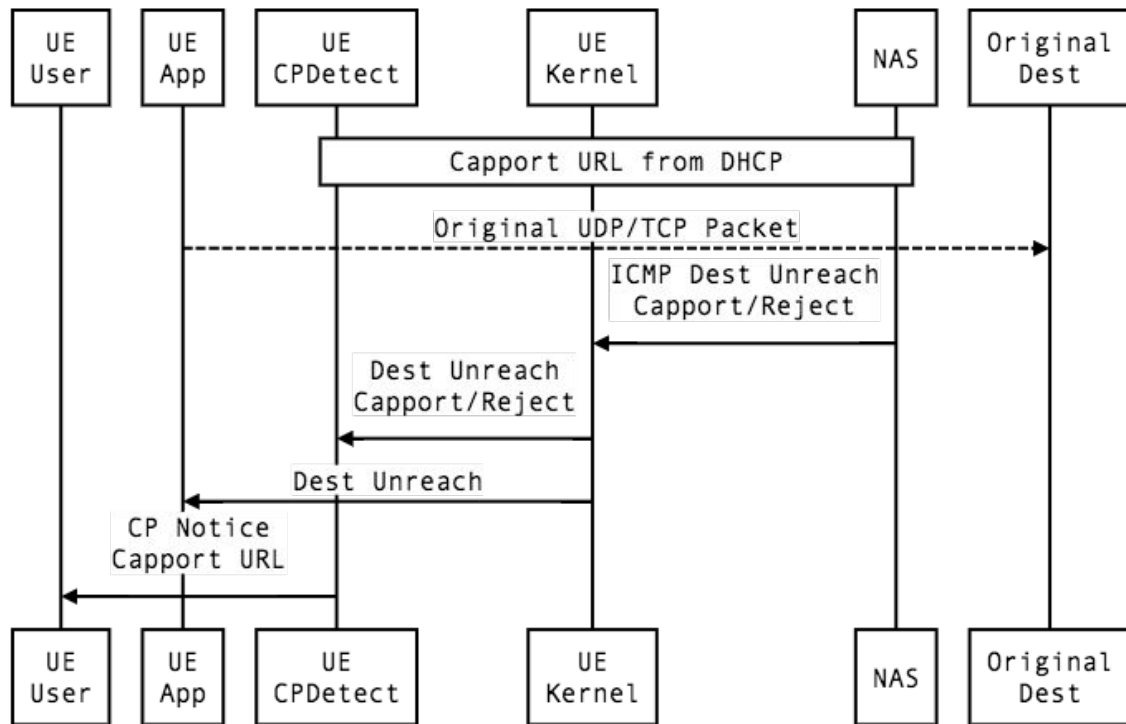 UE
User
UE
App
UE
CPDetect
UE
Kernel
NAS
Original
Dest
Capport URL from DHCP
Original UDP/TCP Packet
ICMP Dest Unreach
Capport/Reject
Dest Unreach
Capport/Reject
Dest Unreach
CP Notice
Capport URL
UE
User
UE
App
UE
CPDetect
UE
Kernel
NAS
Original
Dest